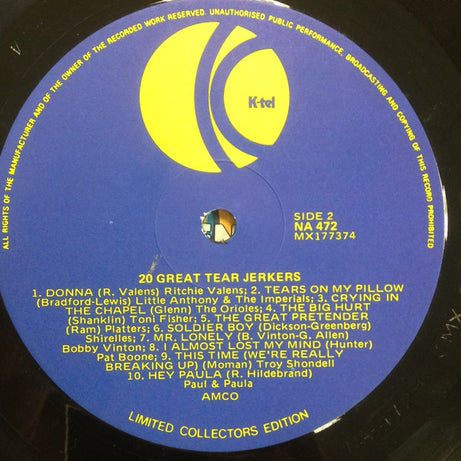 ALL RIGHTS OF THE MANUFACTURER AND OF THE OWNER OF THE RECORDED WORK RESERVED. UNAUTHORISED PUBLIC PERFORMANCE, BROADCASTING AND COPYING OF THIS RECORD PROHIBITED
K-tel
SIDE 2
NA 472
MX177374
20 GREAT TEAR JERKERS
1. DONNA (R. Valens) Ritchie Valens; 2. TEARS ON MY PILLOW
(Bradford-Lewis) Little Anthony & The Imperials; 3. CRYING IN
THE CHAPEL (Glenn) The Orioles; 4. THE BIG HURT
(Shanklin) Toni Fisher; 5. THE GREAT PRETENDER
(Ram) Platters; 6. SOLDIER BOY (Dickson-Greenberg)
Shirelles; 7. MR. LONELY (B. Vinton-G. Allen)
Bobby Vinton; 8. I ALMOST LOST MY MIND (Hunter)
Pat Boone; 9. THIS TIME (WE'RE REALLY
BREAKING UP) (Moman) Troy Shondell
10. HEY PAULA (R. Hildebrand)
Paul & Paula
AMCO
LIMITED COLLECTORS EDITION